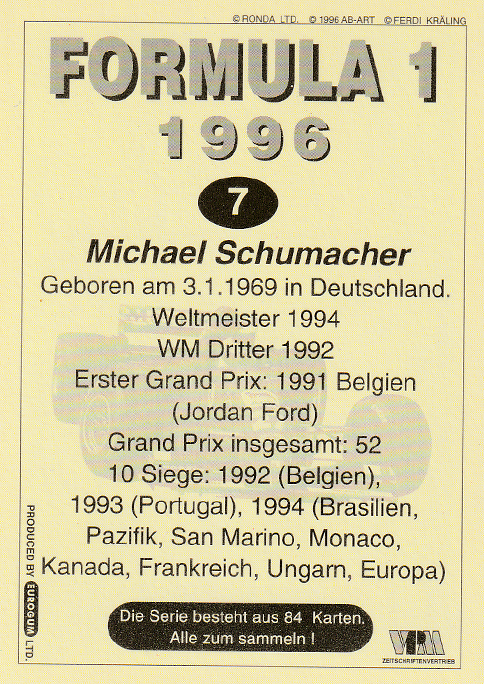 © RONDA LTD. © 1996 AB-ART © FERDI KRÄLING
FORMULA 1
1996
7
Michael Schumacher
Geboren am 3.1.1969 in Deutschland.
Weltmeister 1994
WM Dritter 1992
Erster Grand Prix: 1991 Belgien
(Jordan Ford)
Grand Prix insgesamt: 52
10 Siege: 1992 (Belgien),
1993 (Portugal), 1994 (Brasilien,
Pazifik, San Marino, Monaco,
Kanada, Frankreich, Ungarn, Europa)
PRODUCED BY EUROGUM LTD.
Die Serie besteht aus 84 Karten.
Alle zum sammeln !
VPM
ZEITSCHRIFTENVERTRIEB